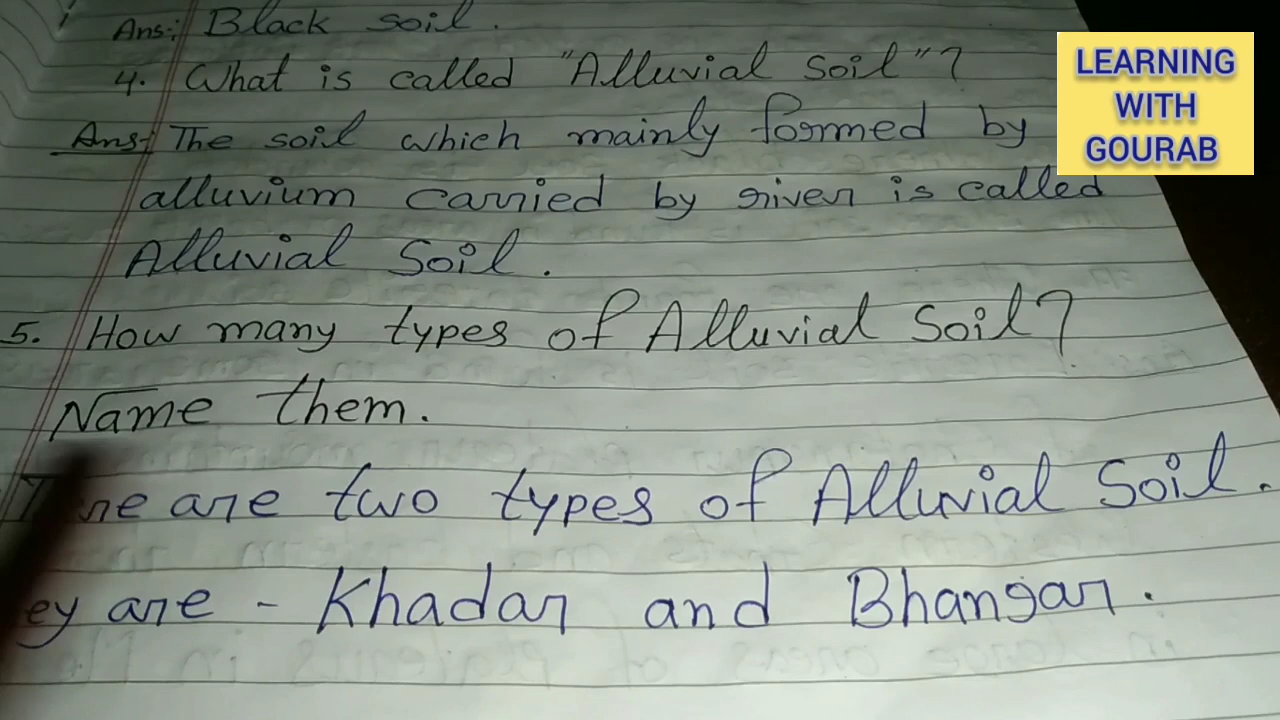 Ans:- Black soil.
4. What is called "Alluvial Soil"?
Ans:- The soil which mainly formed by
alluvium carried by river is called
Alluvial Soil.
5. How many types of Alluvial Soil?
Name them.
are two types of Alluvial Soil.
are - Khadar and Bhangar.
LEARNING
WITH
GOURAB